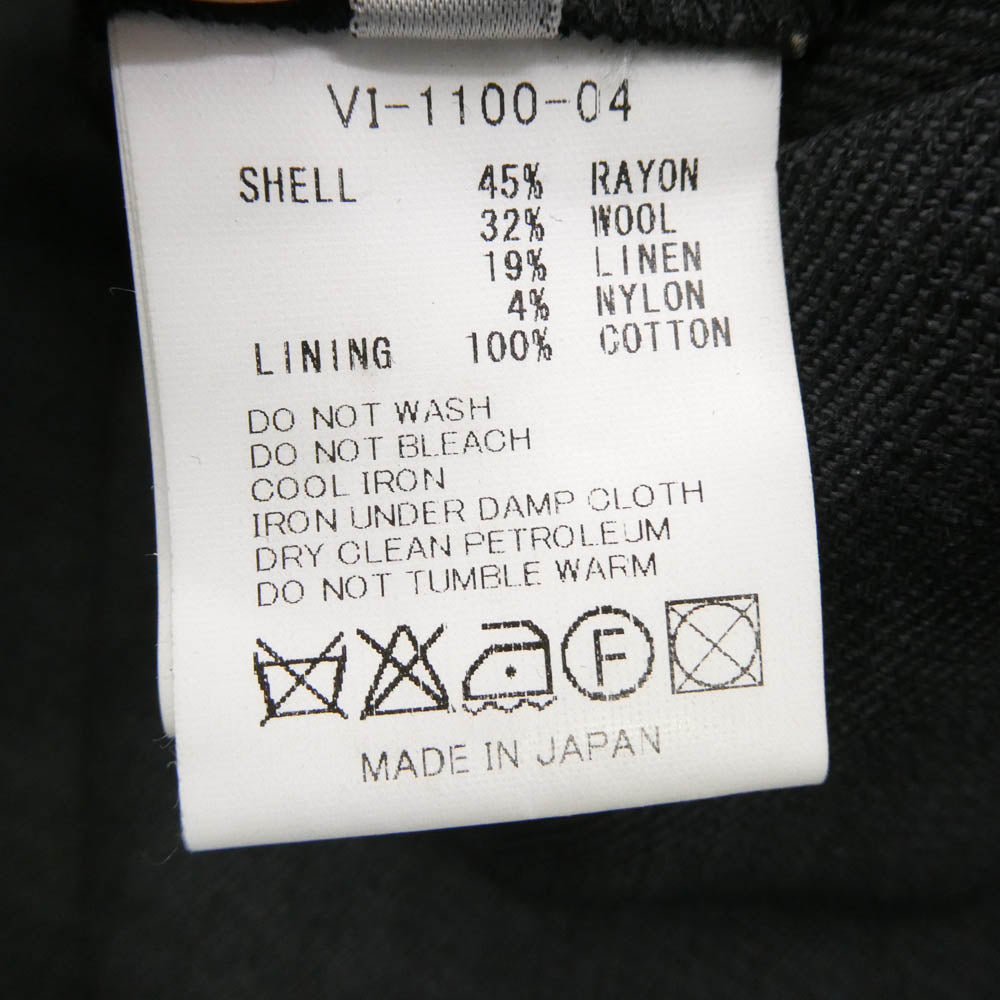 VI-1100-04
SHELL 45% RAYON
32% WOOL
19% LINEN
4% NYLON
LINING 100% COTTON
DO NOT WASH
DO NOT BLEACH
COOL IRON
IRON UNDER DAMP CLOTH
DRY CLEAN PETROLEUM
DO NOT TUMBLE WARM
F
MADE IN JAPAN